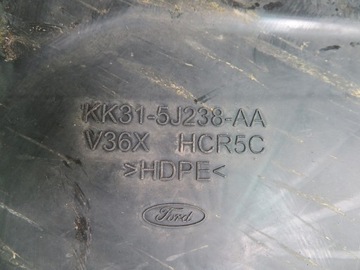 KK31-5J238-AA
V36X HCR5C
>HDPE<
Ford